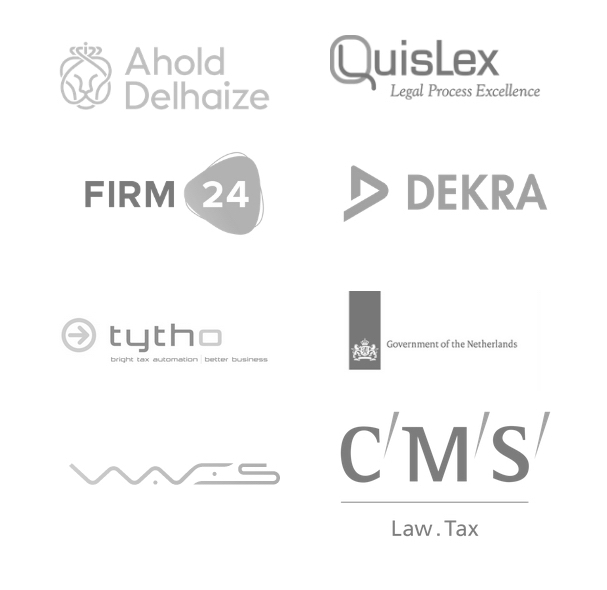 Ahold
Delhaize
QuisLex
Legal Process Excellence
FIRM 24
DEKRA
tytho
bright tax automation | better business
Government of the Netherlands
WAVES
C'M'S'
Law.Tax